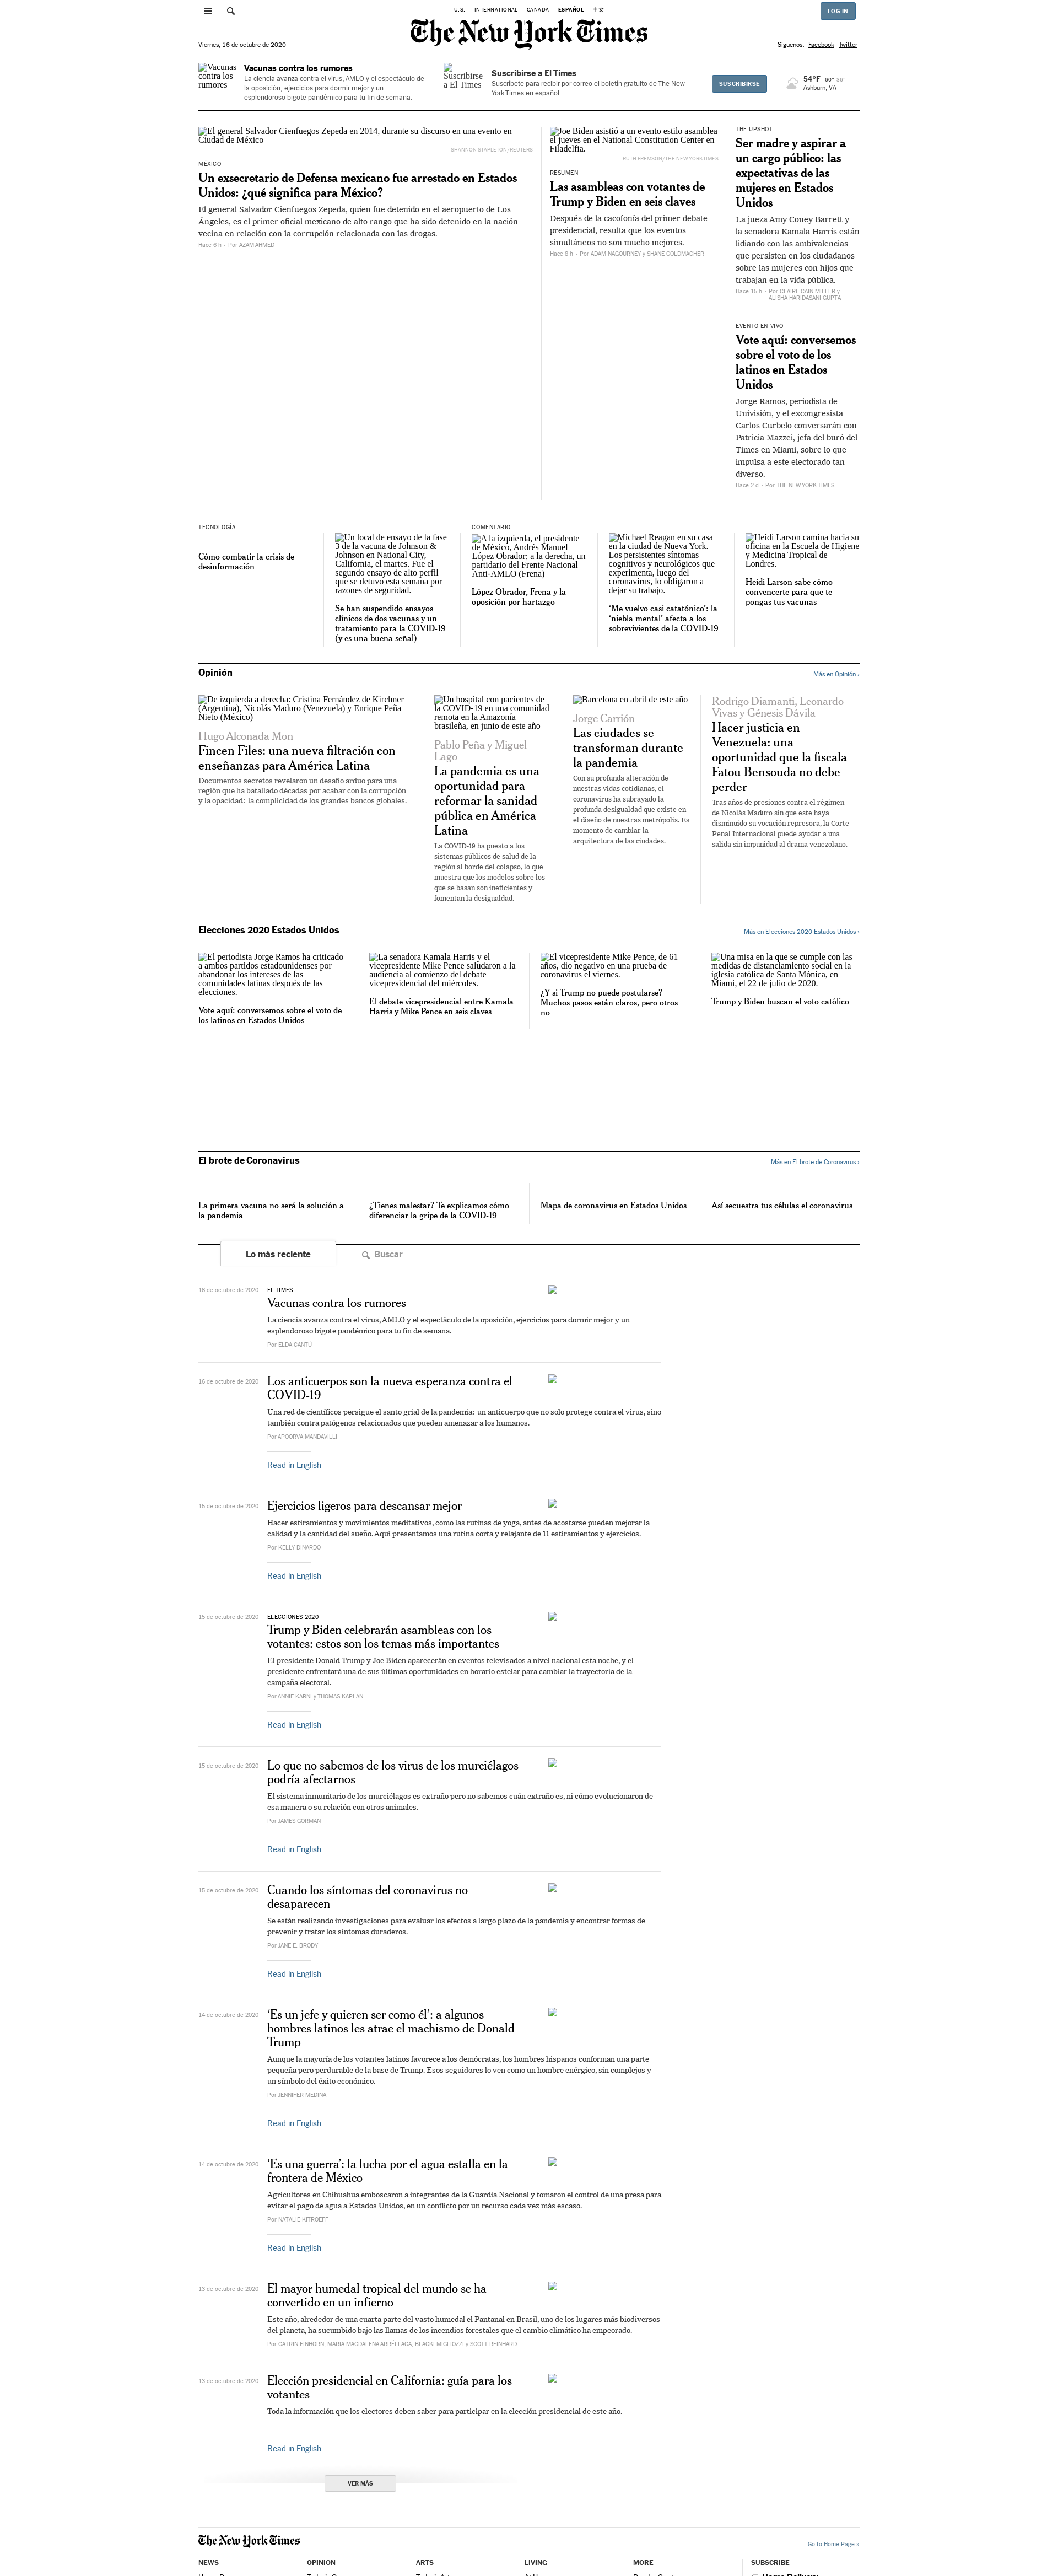 U.S. INTERNATIONAL CANADA ESPAÑOL 中文
LOG IN
The New York Times
Viernes, 16 de octubre de 2020
Síguenos: Facebook Twitter
Vacunas contra los rumores
Vacunas contra los rumores
La ciencia avanza contra el virus, AMLO y el espectáculo de
la oposición, ejercicios para dormir mejor y un
esplendoroso bigote pandémico para tu fin de semana.
Suscribirse a El Times
Suscribirse a El Times
Suscríbete para recibir por correo el boletín gratuito de The New
York Times en español.
SUSCRIBIRSE
54°F 60° 38°
Ashburn, VA
El general Salvador Cienfuegos Zepeda en 2014, durante su discurso en una evento en
Ciudad de México
SHANNON STAPLETON/REUTERS
MÉXICO
Un exsecretario de Defensa mexicano fue arrestado en Estados
Unidos: ¿qué significa para México?
El general Salvador Cienfuegos Zepeda, quien fue detenido en el aeropuerto de Los
Ángeles, es el primer oficial mexicano de alto rango que ha sido detenido en la nación
vecina en relación con la corrupción relacionada con las drogas.
Hace 6 h - Por AZAM AHMED
Joe Biden asistió a un evento estilo asamblea
el jueves en el National Constitution Center en
Filadelfia.
RUTH FREMSON/THE NEW YORK TIMES
RESUMEN
Las asambleas con votantes de
Trump y Biden en seis claves
Después de la cacofonía del primer debate
presidencial, resulta que los eventos
simultáneos no son mucho mejores.
Hace 8 h - Por ADAM NAGOURNEY y SHANE GOLDMACHER
THE UPSHOT
Ser madre y aspirar a
un cargo público: las
expectativas de las
mujeres en Estados
Unidos
La jueza Amy Coney Barrett y
la senadora Kamala Harris están
lidiando con las ambivalencias
que persisten en los ciudadanos
sobre las mujeres con hijos que
trabajan en la vida pública.
Hace 15 h - Por CLAIRE CAIN MILLER y
ALISHA HARIDASANI GUPTA
EVENTO EN VIVO
Vote aquí: conversemos
sobre el voto de los
latinos en Estados
Unidos
Jorge Ramos, periodista de
Univisión, y el excongresista
Carlos Curbelo conversarán con
Patricia Mazzei, jefa del buró del
Times en Miami, sobre lo que
impulsa a este electorado tan
diverso.
Hace 2 d - Por THE NEW YORK TIMES
TECNOLOGÍA
Cómo combatir la crisis de
desinformación
Un local de ensayo de la fase
3 de la vacuna de Johnson &
Johnson en National City,
California, el martes. Fue el
segundo ensayo de alto perfil
que se detuvo esta semana por
razones de seguridad.
Se han suspendido ensayos
clínicos de dos vacunas y un
tratamiento para la COVID-19
(y es una buena señal)
COMENTARIO
A la izquierda, el presidente
de México, Andrés Manuel
López Obrador; a la derecha, un
partidario del Frente Nacional
Anti-AMLO (Frena)
López Obrador, Frena y la
oposición por hartazgo
Michael Reagan en su casa
en la ciudad de Nueva York.
Los persistentes síntomas
cognitivos y neurológicos que
experimenta, luego del
coronavirus, lo obligaron a
dejar su trabajo.
‘Me vuelvo casi catatónico’: la
‘niebla mental’ afecta a los
sobrevivientes de la COVID-19
Heidi Larson camina hacia su
oficina en la Escuela de Higiene
y Medicina Tropical de
Londres.
Heidi Larson sabe cómo
convencerte para que te
pongas tus vacunas
Opinión
Más en Opinión ›
De izquierda a derecha: Cristina Fernández de Kirchner
(Argentina), Nicolás Maduro (Venezuela) y Enrique Peña
Nieto (México)
Hugo Alconada Mon
Fincen Files: una nueva filtración con
enseñanzas para América Latina
Documentos secretos revelaron un desafío arduo para una
región que ha batallado décadas por acabar con la corrupción
y la opacidad: la complicidad de los grandes bancos globales.
Un hospital con pacientes de
la COVID-19 en una comunidad
remota en la Amazonía
brasileña, en junio de este año
Pablo Peña y Miguel
Lago
La pandemia es una
oportunidad para
reformar la sanidad
pública en América
Latina
La COVID-19 ha puesto a los
sistemas públicos de salud de la
región al borde del colapso, lo que
muestra que los modelos sobre los
que se basan son ineficientes y
fomentan la desigualdad.
Barcelona en abril de este año
Jorge Carrión
Las ciudades se
transforman durante
la pandemia
Con su profunda alteración de
nuestras vidas cotidianas, el
coronavirus ha subrayado la
profunda desigualdad que existe en
el diseño de nuestras metrópolis. Es
momento de cambiar la
arquitectura de las ciudades.
Rodrigo Diamanti, Leonardo
Vivas y Génesis Dávila
Hacer justicia en
Venezuela: una
oportunidad que la fiscala
Fatou Bensouda no debe
perder
Tras años de presiones contra el régimen
de Nicolás Maduro sin que este haya
disminuido su vocación represora, la Corte
Penal Internacional puede ayudar a una
salida sin impunidad al drama venezolano.
Elecciones 2020 Estados Unidos
Más en Elecciones 2020 Estados Unidos ›
El periodista Jorge Ramos ha criticado
a ambos partidos estadounidenses por
abandonar los intereses de las
comunidades latinas después de las
elecciones.
Vote aquí: conversemos sobre el voto de
los latinos en Estados Unidos
La senadora Kamala Harris y el
vicepresidente Mike Pence saludaron a la
audiencia al comienzo del debate
vicepresidencial del miércoles.
El debate vicepresidencial entre Kamala
Harris y Mike Pence en seis claves
El vicepresidente Mike Pence, de 61
años, dio negativo en una prueba de
coronavirus el viernes.
¿Y si Trump no puede postularse?
Muchos pasos están claros, pero otros
no
Una misa en la que se cumple con las
medidas de distanciamiento social en la
iglesia católica de Santa Mónica, en
Miami, el 22 de julio de 2020.
Trump y Biden buscan el voto católico
El brote de Coronavirus
Más en El brote de Coronavirus ›
La primera vacuna no será la solución a
la pandemia
¿Tienes malestar? Te explicamos cómo
diferenciar la gripe de la COVID-19
Mapa de coronavirus en Estados Unidos
Así secuestra tus células el coronavirus
Lo más reciente
Buscar
16 de octubre de 2020
EL TIMES
Vacunas contra los rumores
La ciencia avanza contra el virus, AMLO y el espectáculo de la oposición, ejercicios para dormir mejor y un
esplendoroso bigote pandémico para tu fin de semana.
Por ELDA CANTÚ
16 de octubre de 2020
Los anticuerpos son la nueva esperanza contra el
COVID-19
Una red de científicos persigue el santo grial de la pandemia: un anticuerpo que no solo protege contra el virus, sino
también contra patógenos relacionados que pueden amenazar a los humanos.
Por APOORVA MANDAVILLI
Read in English
15 de octubre de 2020
Ejercicios ligeros para descansar mejor
Hacer estiramientos y movimientos meditativos, como las rutinas de yoga, antes de acostarse pueden mejorar la
calidad y la cantidad del sueño. Aquí presentamos una rutina corta y relajante de 11 estiramientos y ejercicios.
Por KELLY DINARDO
Read in English
15 de octubre de 2020
ELECCIONES 2020
Trump y Biden celebrarán asambleas con los
votantes: estos son los temas más importantes
El presidente Donald Trump y Joe Biden aparecerán en eventos televisados a nivel nacional esta noche, y el
presidente enfrentará una de sus últimas oportunidades en horario estelar para cambiar la trayectoria de la
campaña electoral.
Por ANNIE KARNI y THOMAS KAPLAN
Read in English
15 de octubre de 2020
Lo que no sabemos de los virus de los murciélagos
podría afectarnos
El sistema inmunitario de los murciélagos es extraño pero no sabemos cuán extraño es, ni cómo evolucionaron de
esa manera o su relación con otros animales.
Por JAMES GORMAN
Read in English
15 de octubre de 2020
Cuando los síntomas del coronavirus no
desaparecen
Se están realizando investigaciones para evaluar los efectos a largo plazo de la pandemia y encontrar formas de
prevenir y tratar los síntomas duraderos.
Por JANE E. BRODY
Read in English
14 de octubre de 2020
‘Es un jefe y quieren ser como él’: a algunos
hombres latinos les atrae el machismo de Donald
Trump
Aunque la mayoría de los votantes latinos favorece a los demócratas, los hombres hispanos conforman una parte
pequeña pero perdurable de la base de Trump. Esos seguidores lo ven como un hombre enérgico, sin complejos y
un símbolo del éxito económico.
Por JENNIFER MEDINA
Read in English
14 de octubre de 2020
‘Es una guerra’: la lucha por el agua estalla en la
frontera de México
Agricultores en Chihuahua emboscaron a integrantes de la Guardia Nacional y tomaron el control de una presa para
evitar el pago de agua a Estados Unidos, en un conflicto por un recurso cada vez más escaso.
Por NATALIE KITROEFF
Read in English
13 de octubre de 2020
El mayor humedal tropical del mundo se ha
convertido en un infierno
Este año, alrededor de una cuarta parte del vasto humedal el Pantanal en Brasil, uno de los lugares más biodiversos
del planeta, ha sucumbido bajo las llamas de los incendios forestales que el cambio climático ha empeorado.
Por CATRIN EINHORN, MARIA MAGDALENA ARRÉLLAGA, BLACKI MIGLIOZZI y SCOTT REINHARD
13 de octubre de 2020
Elección presidencial en California: guía para los
votantes
Toda la información que los electores deben saber para participar en la elección presidencial de este año.
Read in English
VER MÁS
The New York Times
Go to Home Page »
NEWS OPINION ARTS LIVING MORE SUBSCRIBE